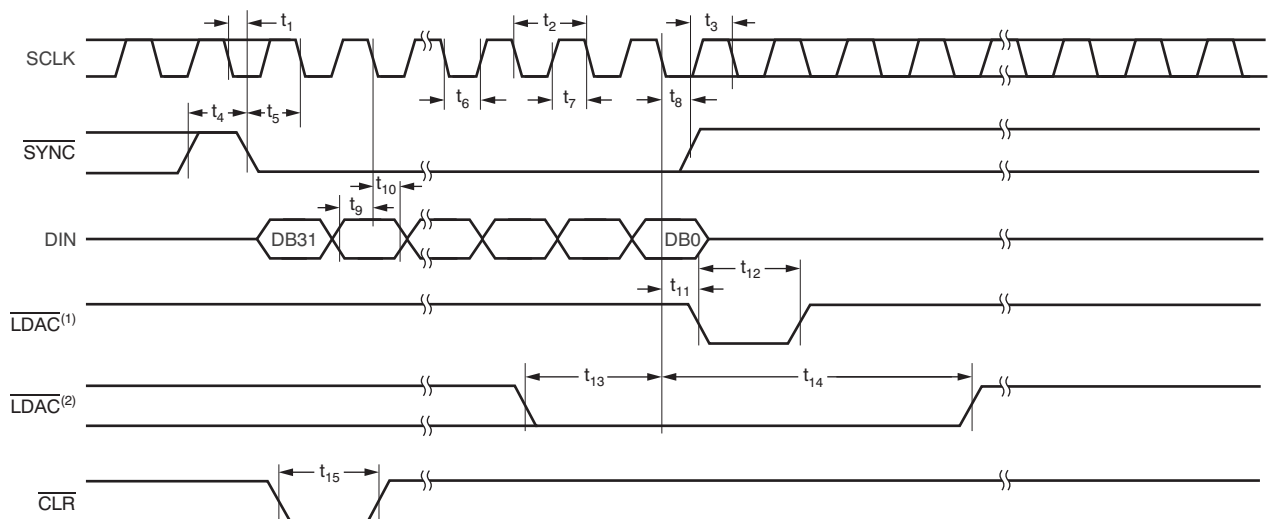 t1
t2
t3
SCLK
t4
t5
t6
t7
t8
SYNC
t10
t9
DIN
DB31
DB0
t12
t11
LDAC(1)
t13
t14
LDAC(2)
t15
CLR